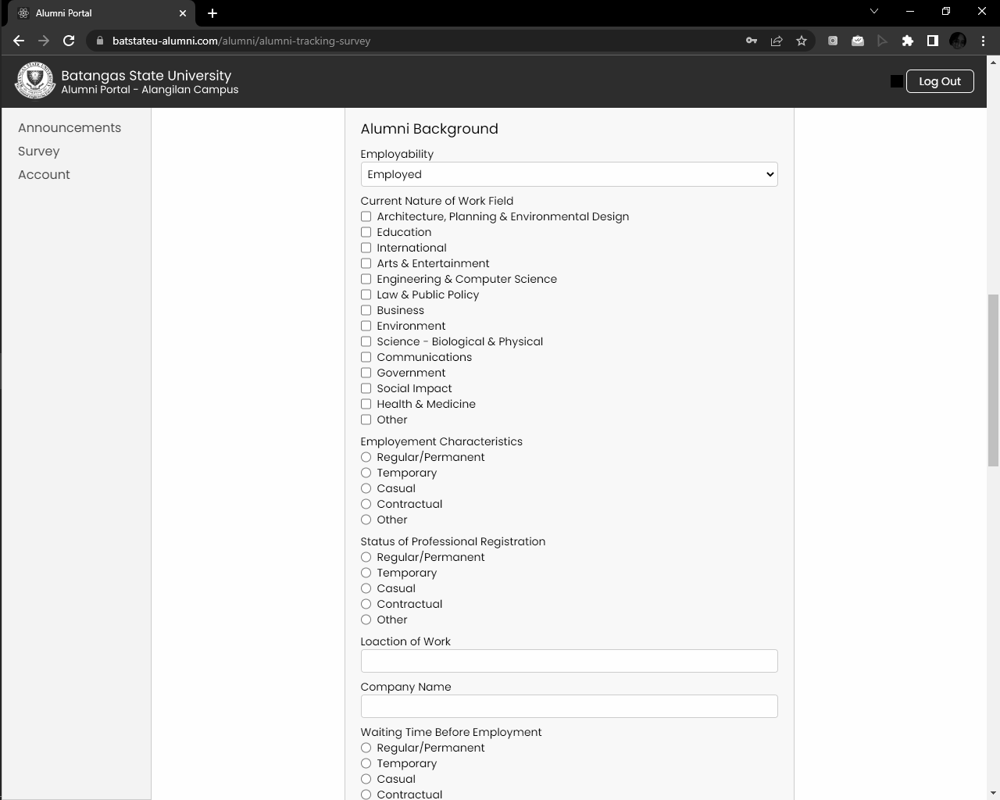 Alumni Portal
batstateu-alumni.com/alumni/alumni-tracking-survey
Batangas State University
Alumni Portal - Alangilan Campus
Log Out
Announcements
Survey
Account
Alumni Background
Employability
Employed
Current Nature of Work Field
Architecture, Planning & Environmental Design
Education
International
Arts & Entertainment
Engineering & Computer Science
Law & Public Policy
Business
Environment
Science - Biological & Physical
Communications
Government
Social Impact
Health & Medicine
Other
Employement Characteristics
Regular/Permanent
Temporary
Casual
Contractual
Other
Status of Professional Registration
Regular/Permanent
Temporary
Casual
Contractual
Other
Loaction of Work
Company Name
Waiting Time Before Employment
Regular/Permanent
Temporary
Casual
Contractual